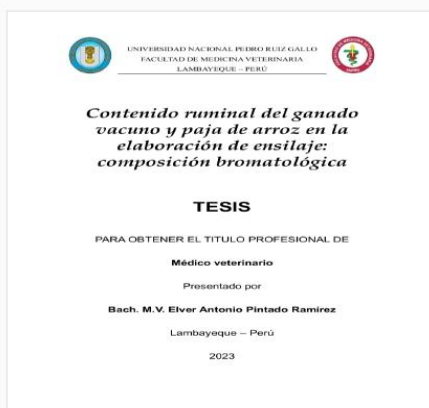 UNIVERSIDAD NACIONAL PEDRO RUIZ GALLO
FACULTAD DE MEDICINA VETERINARIA
LAMBAYEQUE – PERÚ
Contenido ruminal del ganado
vacuno y paja de arroz en la
elaboración de ensilaje:
composición bromatológica
TESIS
PARA OBTENER EL TITULO PROFESIONAL DE
Médico veterinario
Presentado por
Bach. M.V. Elver Antonio Pintado Ramírez
Lambayeque – Perú
2023